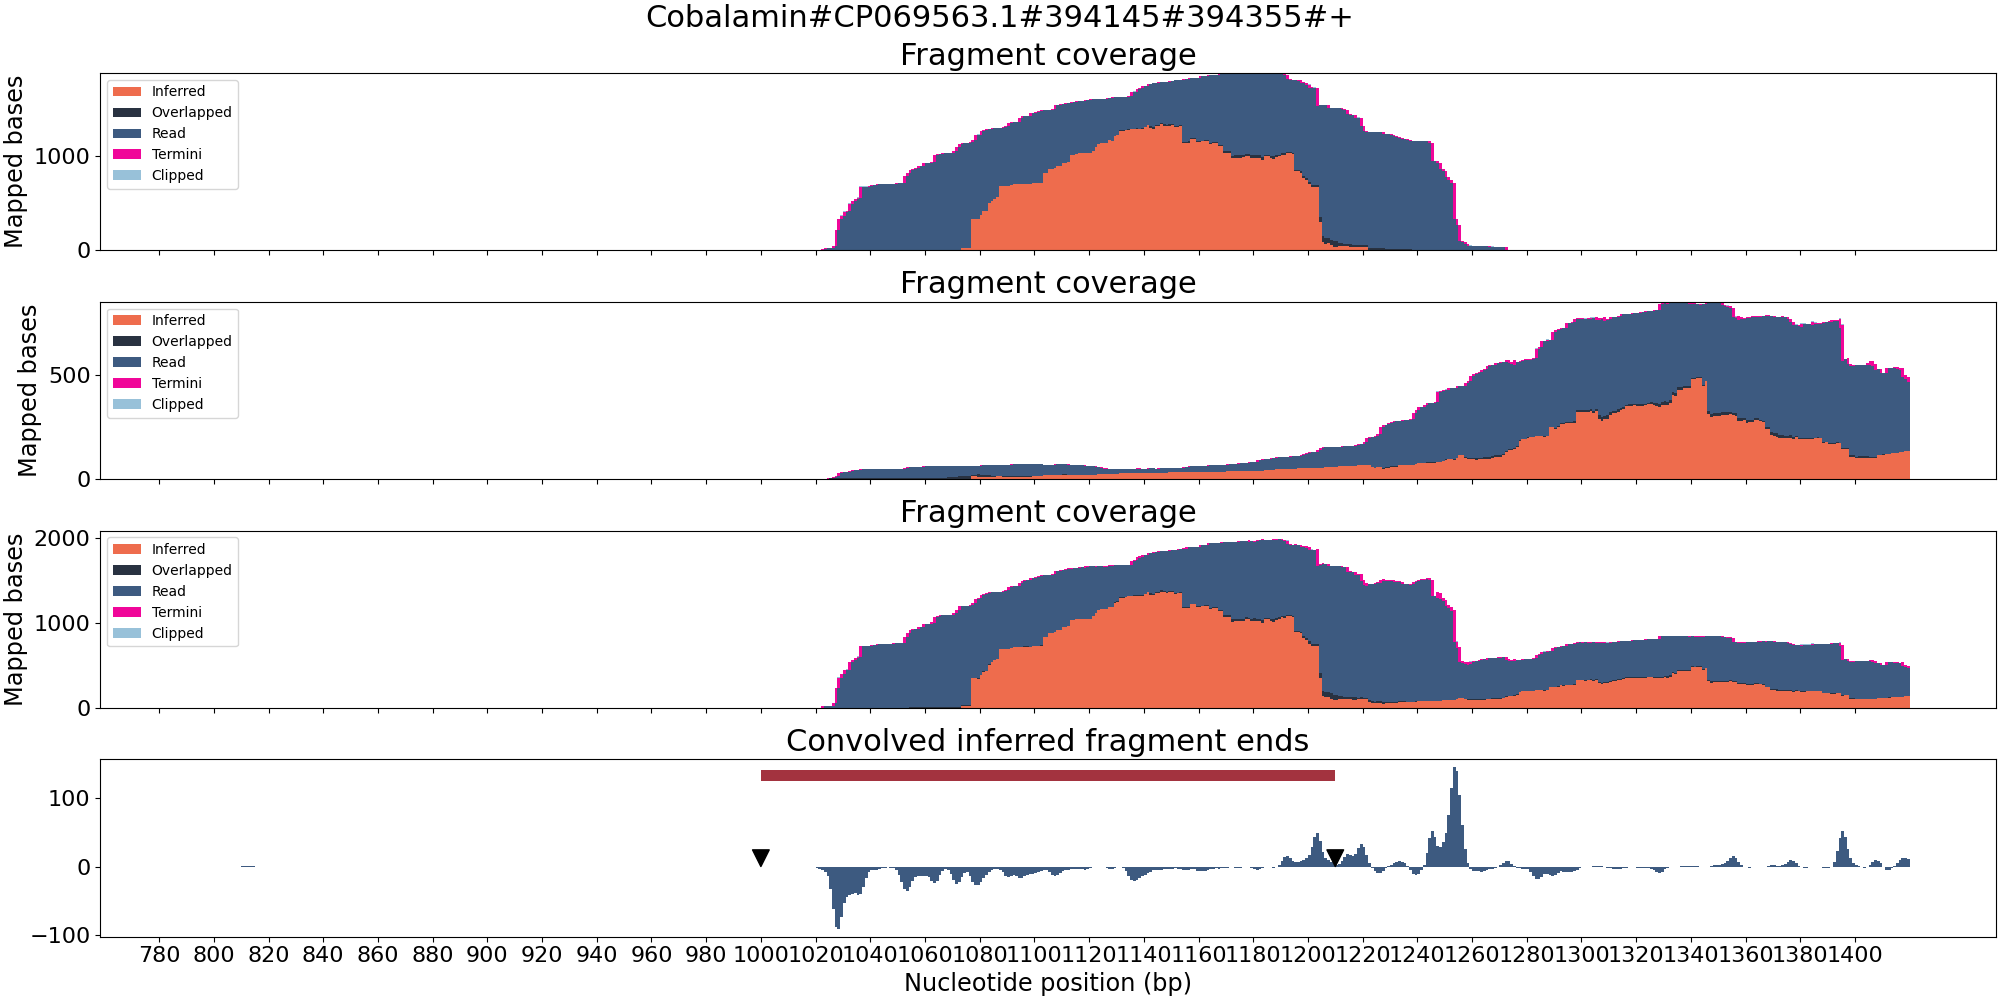 Cobalamin#CP069563.1#394145#394355#+
Fragment coverage
Mapped bases
1000
0
Inferred
Overlapped
Read
Termini
Clipped
Fragment coverage
Mapped bases
500
0
Inferred
Overlapped
Read
Termini
Clipped
Fragment coverage
Mapped bases
2000
1000
0
Inferred
Overlapped
Read
Termini
Clipped
Convolved inferred fragment ends
100
0
−100
780 800 820 840 860 880 900 920 940 960 980 1000 1020 1040 1060 1080 1100 1120 1140 1160 1180 1200 1220 1240 1260 1280 1300 1320 1340 1360 1380 1400
Nucleotide position (bp)